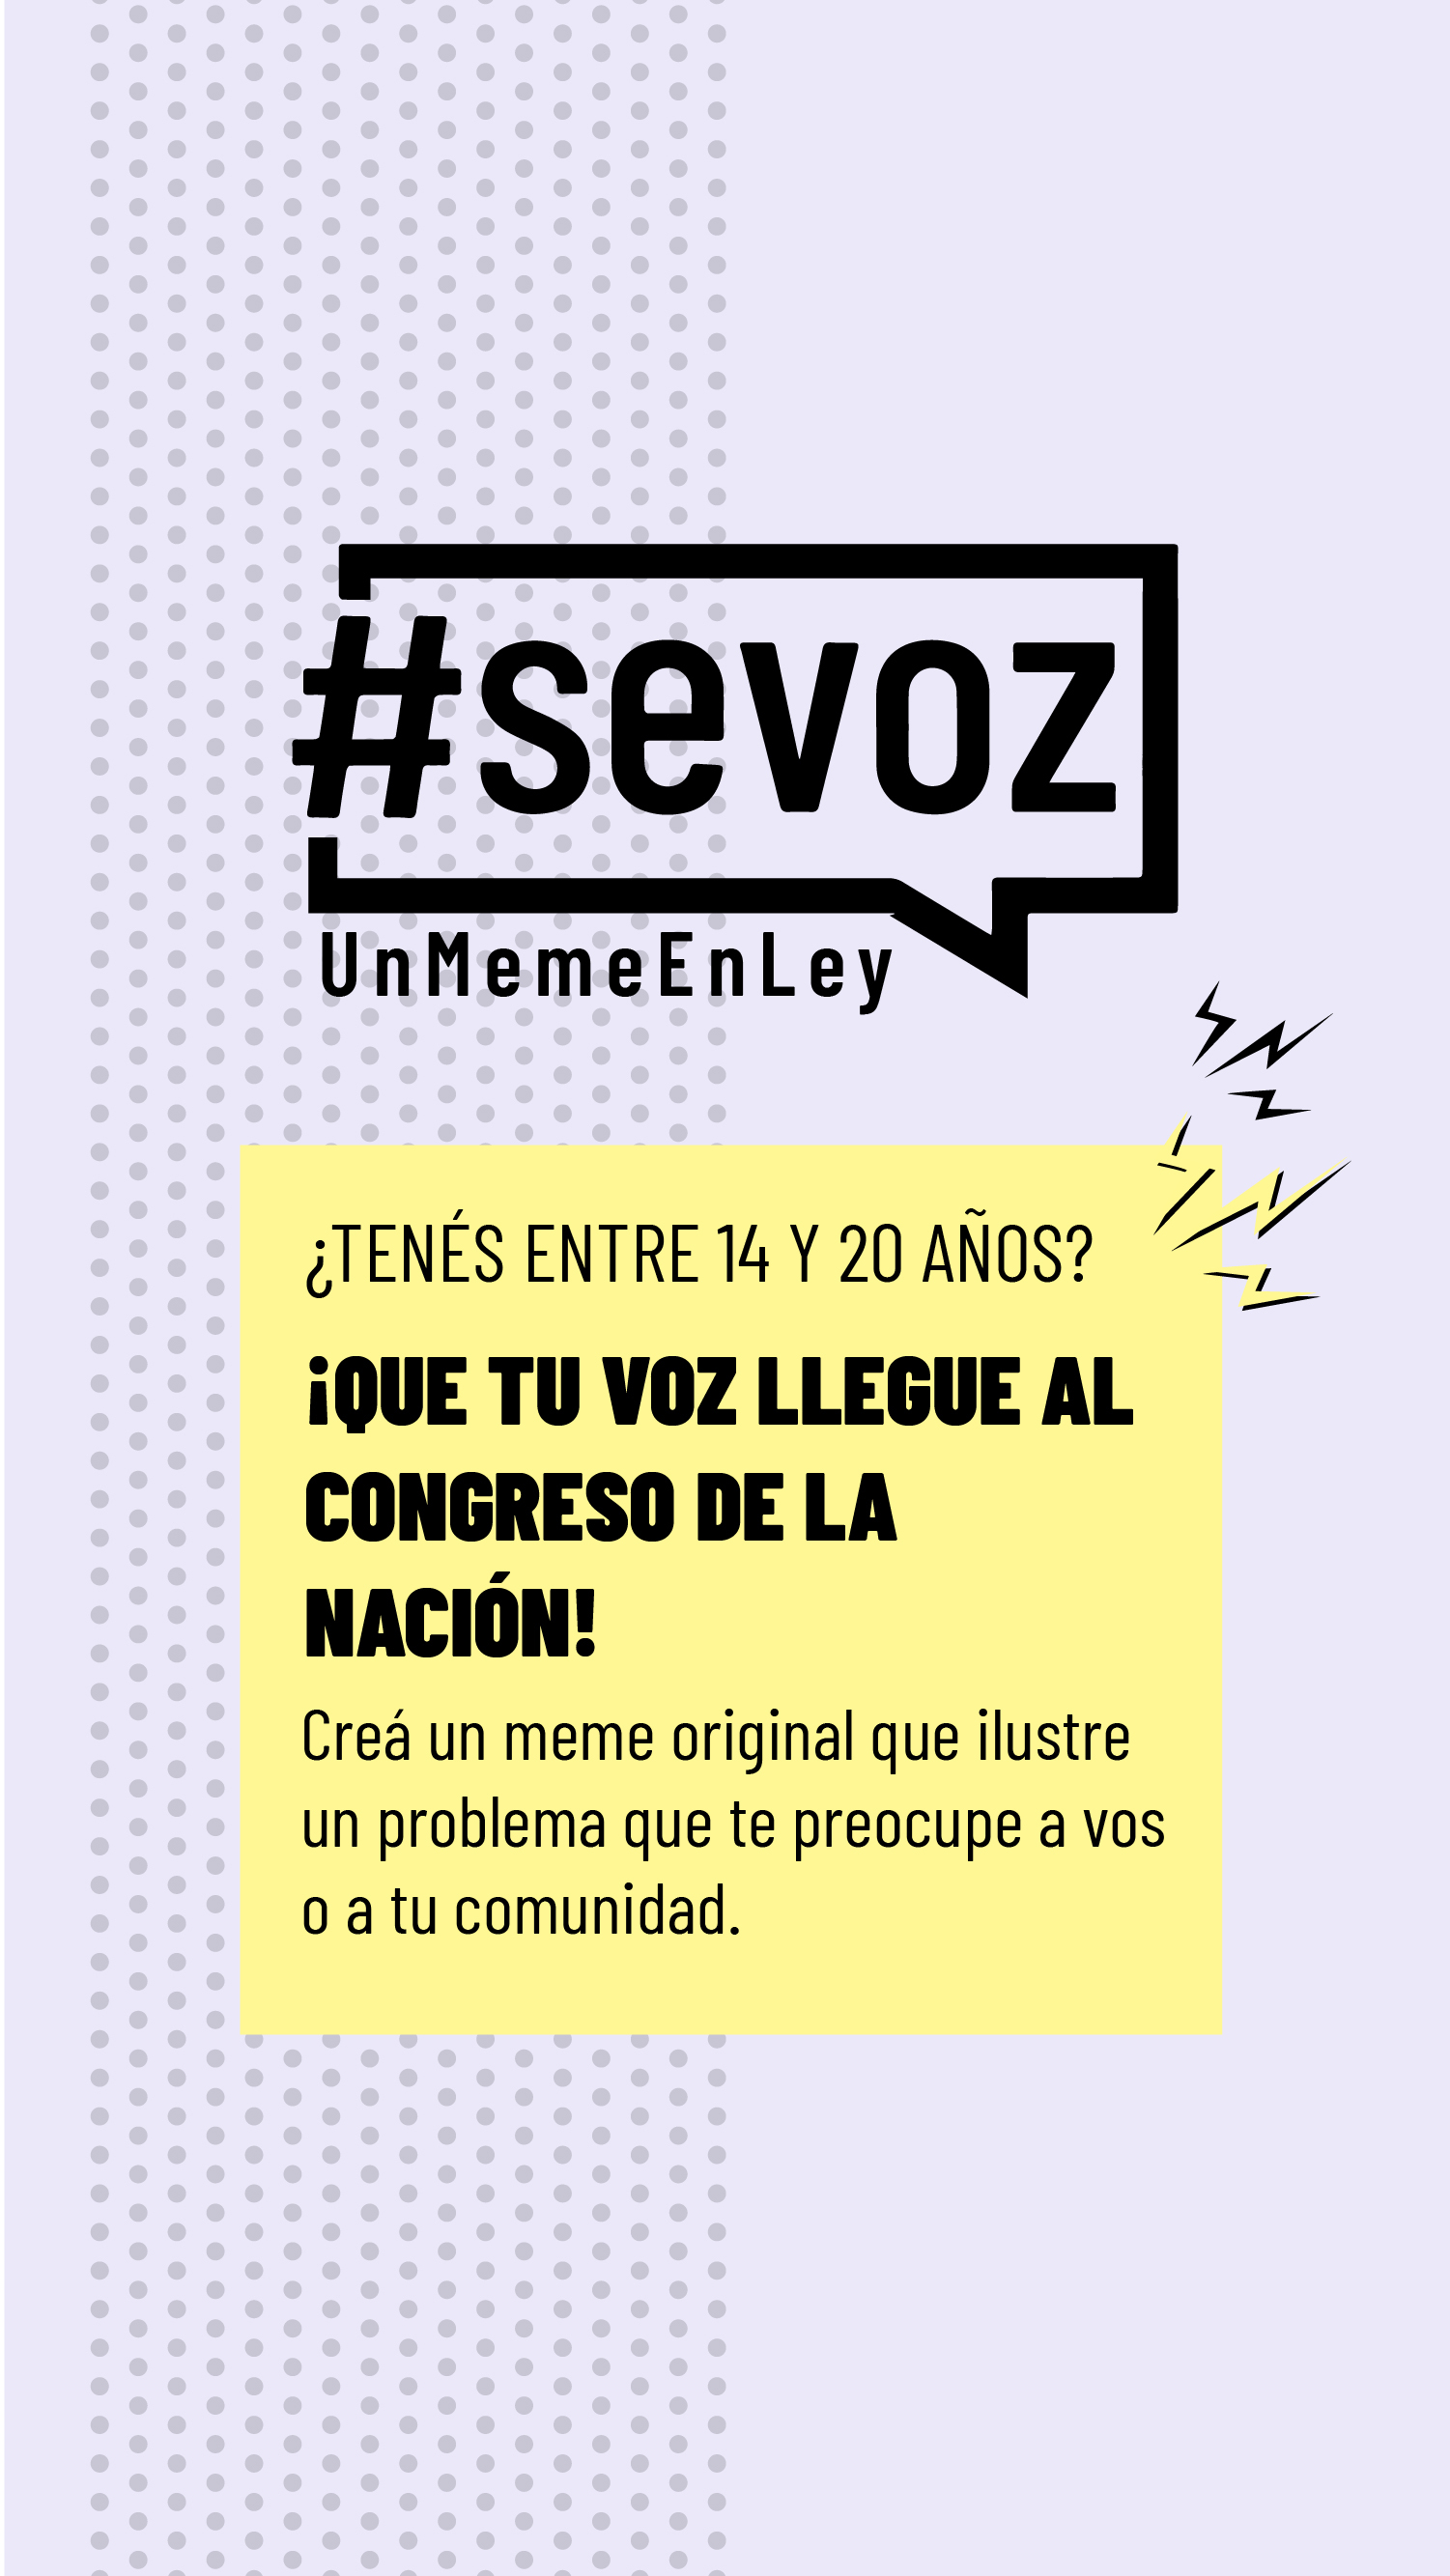 #sevoz
UnMemeEnLey
¿TENÉS ENTRE 14 Y 20 AÑOS?
¡QUE TU VOZ LLEGUE AL
CONGRESO DE LA
NACIÓN!
Creá un meme original que ilustre
un problema que te preocupe a vos
o a tu comunidad.